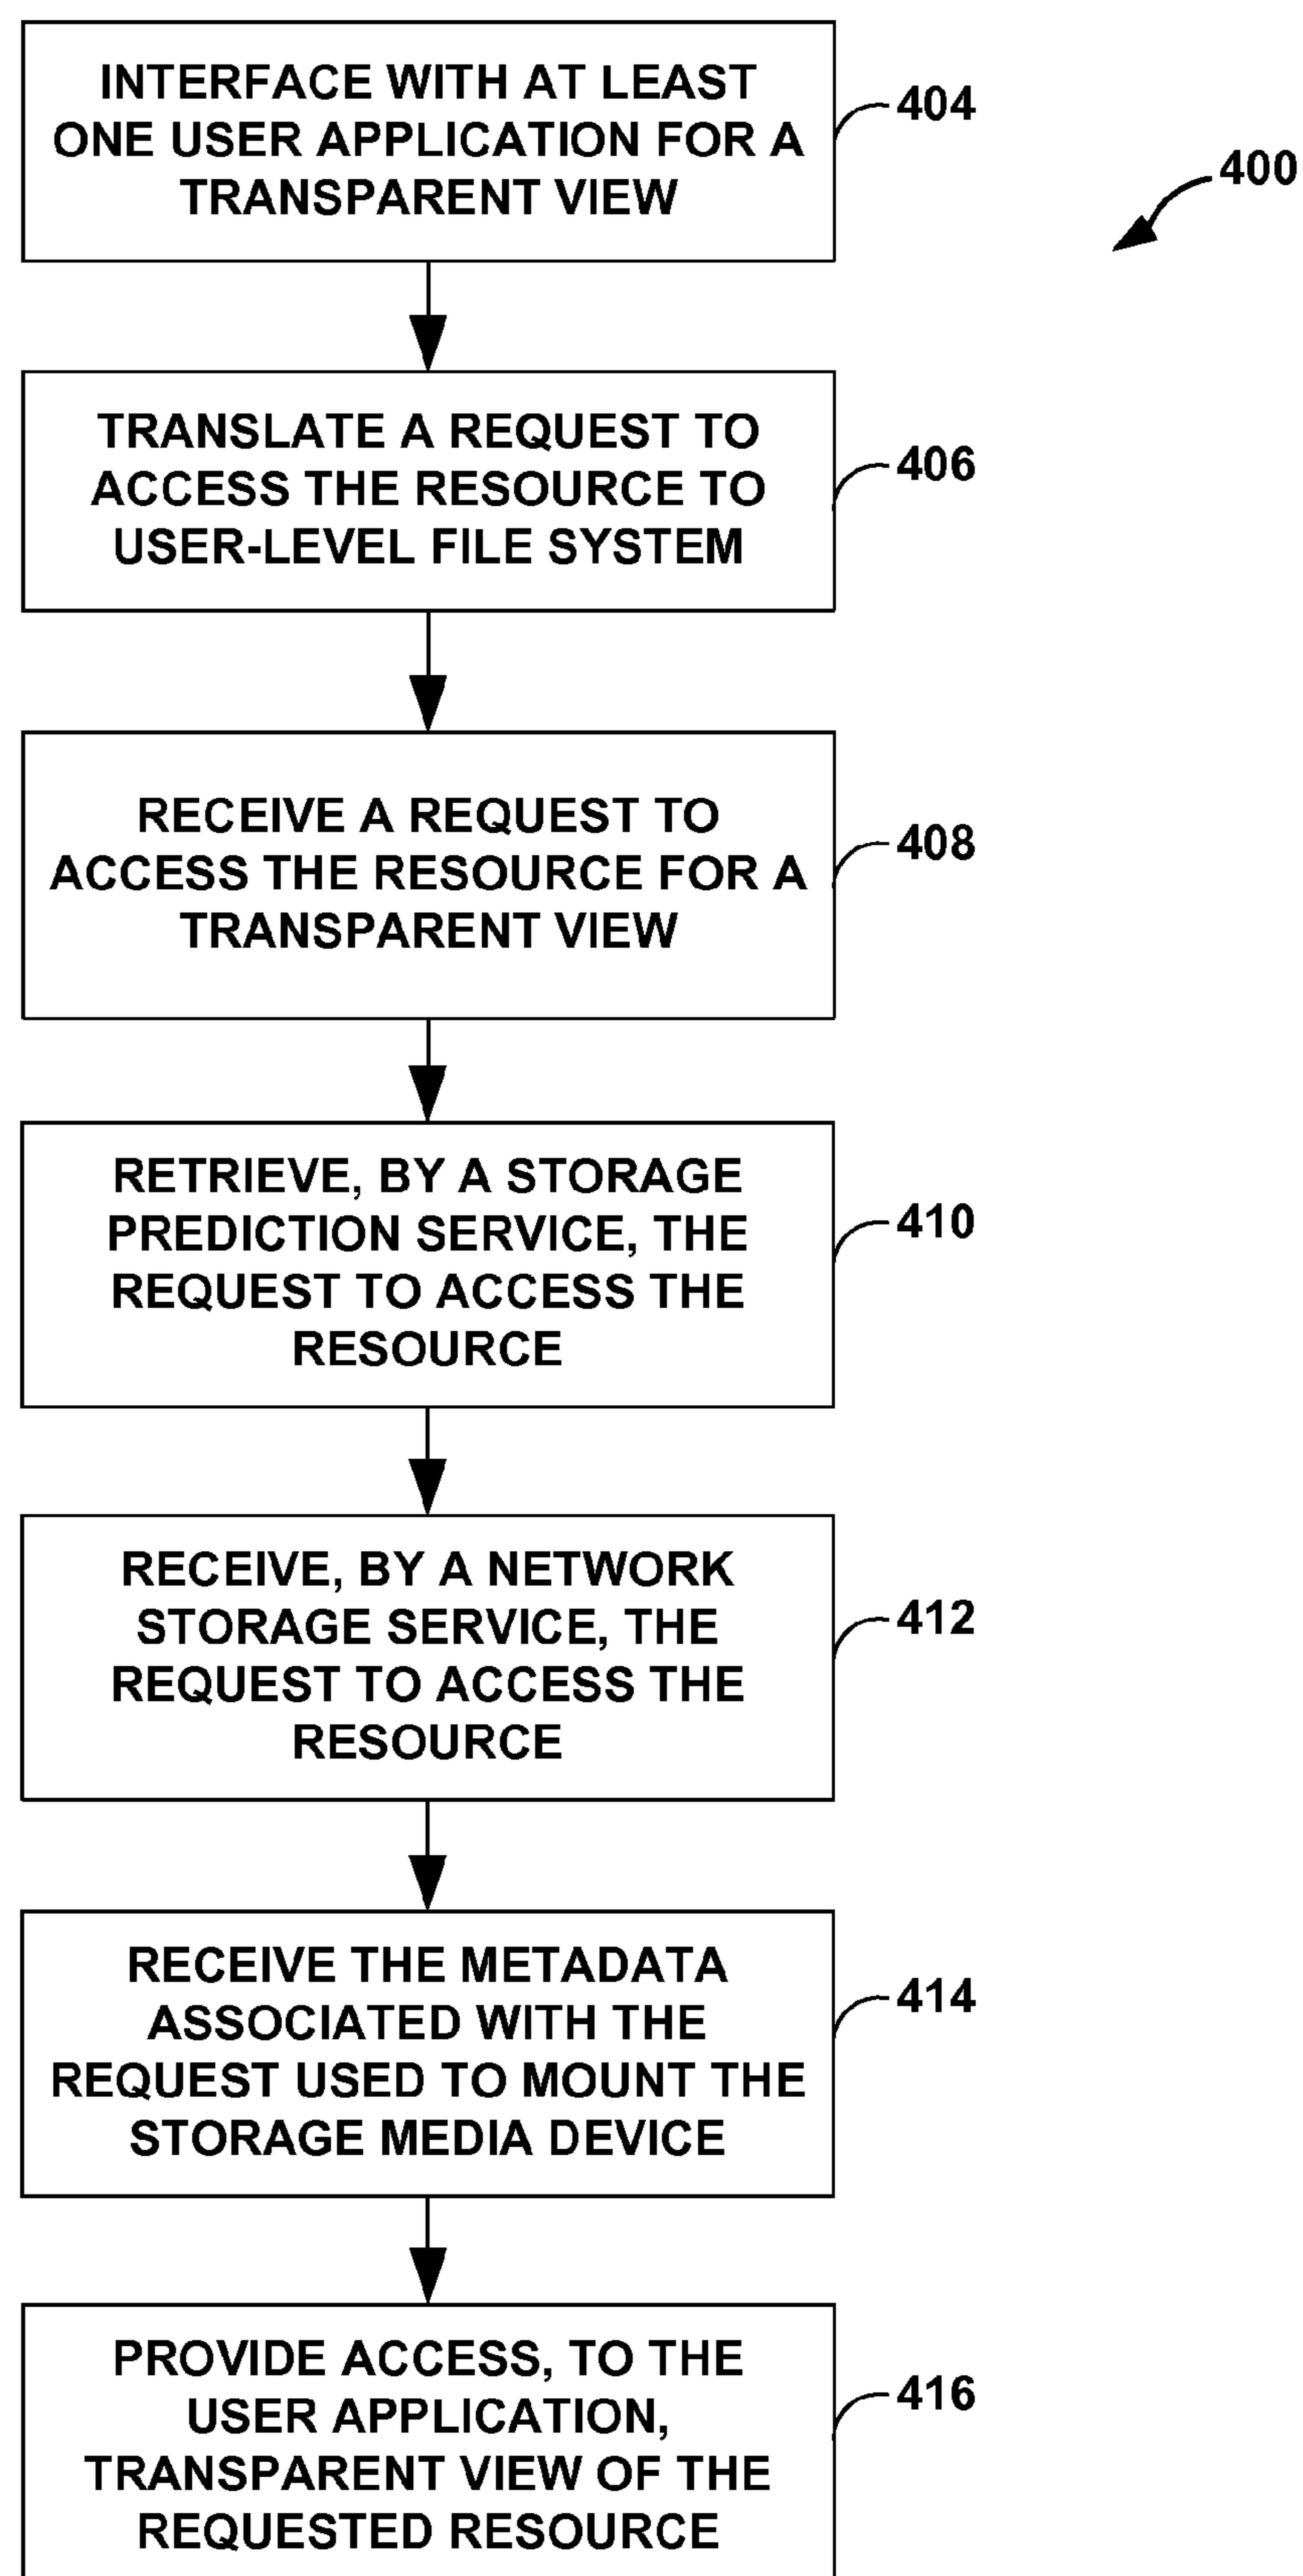 INTERFACE WITH AT LEAST
ONE USER APPLICATION FOR A
TRANSPARENT VIEW
404
400
TRANSLATE A REQUEST TO
ACCESS THE RESOURCE TO
USER-LEVEL FILE SYSTEM
406
RECEIVE A REQUEST TO
ACCESS THE RESOURCE FOR A
TRANSPARENT VIEW
408
RETRIEVE, BY A STORAGE
PREDICTION SERVICE, THE
REQUEST TO ACCESS THE
RESOURCE
410
RECEIVE, BY A NETWORK
STORAGE SERVICE, THE
REQUEST TO ACCESS THE
RESOURCE
412
RECEIVE THE METADATA
ASSOCIATED WITH THE
REQUEST USED TO MOUNT THE
STORAGE MEDIA DEVICE
414
PROVIDE ACCESS, TO THE
USER APPLICATION,
TRANSPARENT VIEW OF THE
REQUESTED RESOURCE
416